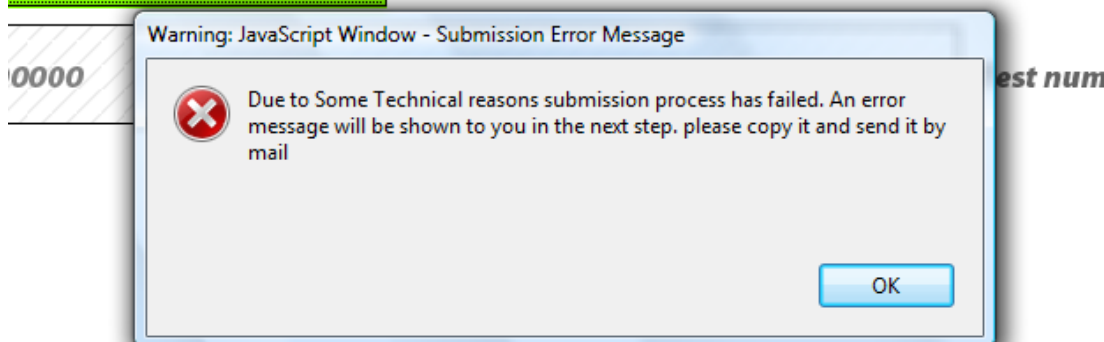 Warning: JavaScript Window - Submission Error Message
0000
est num
Due to Some Technical reasons submission process has failed. An error
message will be shown to you in the next step. please copy it and send it by
mail
OK